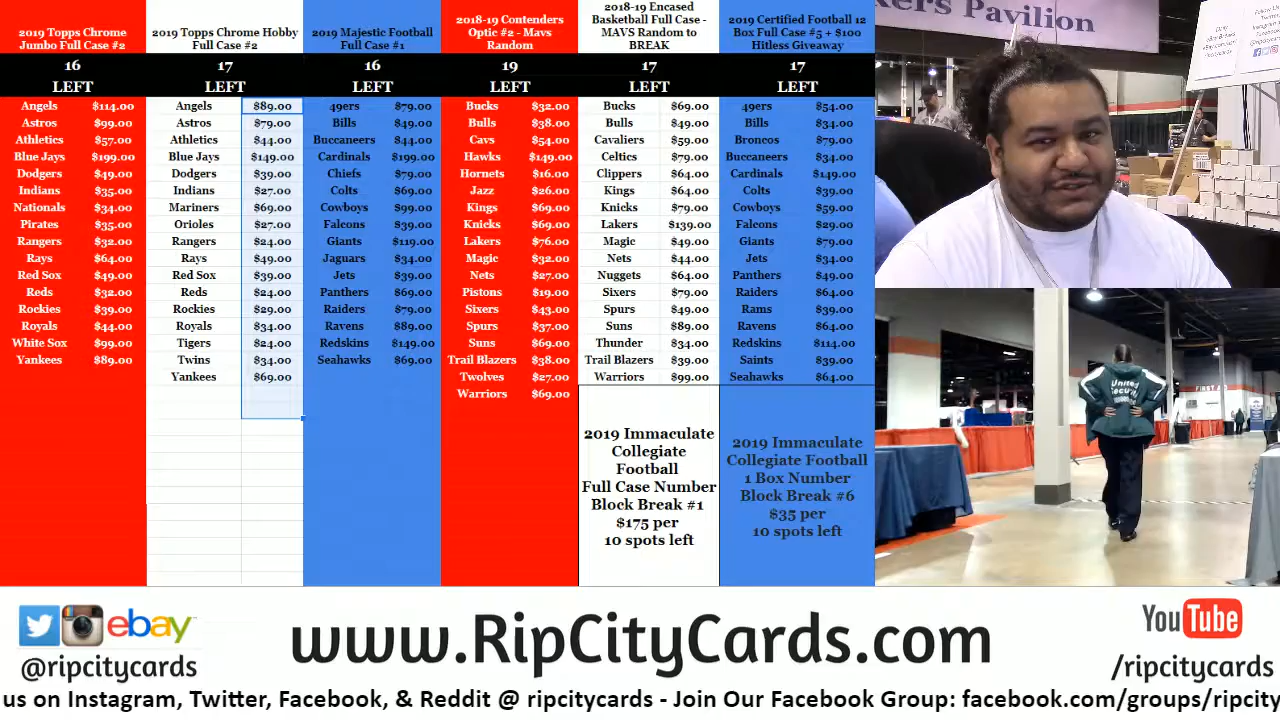 2019 Topps Chrome
Jumbo Full Case #2
16
LEFT
Angels $114.00
Astros $99.00
Athletics $57.00
Blue Jays $199.00
Dodgers $49.00
Indians $35.00
Nationals $34.00
Pirates $35.00
Rangers $32.00
Rays $64.00
Red Sox $49.00
Reds $32.00
Rockies $39.00
Royals $44.00
White Sox $99.00
Yankees $89.00
2019 Topps Chrome Hobby
Full Case #2
17
LEFT
Angels $89.00
Astros $79.00
Athletics $44.00
Blue Jays $149.00
Dodgers $39.00
Indians $27.00
Mariners $69.00
Orioles $27.00
Rangers $24.00
Rays $49.00
Red Sox $39.00
Reds $24.00
Rockies $29.00
Royals $34.00
Tigers $24.00
Twins $34.00
Yankees $69.00
2019 Majestic Football
Full Case #1
16
LEFT
49ers $79.00
Bills $49.00
Buccaneers $44.00
Cardinals $199.00
Chiefs $79.00
Colts $69.00
Cowboys $99.00
Falcons $39.00
Giants $119.00
Jaguars $34.00
Jets $39.00
Panthers $69.00
Raiders $79.00
Ravens $89.00
Redskins $149.00
Seahawks $69.00
2018-19 Contenders
Optic #2 - Mavs
Random
19
LEFT
Bucks $32.00
Bulls $38.00
Cavs $54.00
Hawks $149.00
Hornets $16.00
Jazz $26.00
Kings $69.00
Knicks $69.00
Lakers $76.00
Magic $32.00
Nets $27.00
Pistons $19.00
Sixers $43.00
Spurs $37.00
Suns $69.00
Trail Blazers $38.00
Twolves $27.00
Warriors $69.00
2018-19 Encased
Basketball Full Case -
MAVS Random to
BREAK
17
LEFT
Bucks $69.00
Bulls $49.00
Cavaliers $59.00
Celtics $79.00
Clippers $64.00
Kings $64.00
Knicks $79.00
Lakers $139.00
Magic $49.00
Nets $44.00
Nuggets $64.00
Sixers $79.00
Spurs $49.00
Suns $89.00
Thunder $34.00
Trail Blazers $39.00
Warriors $99.00
2019 Immaculate
Collegiate
Football
Full Case Number
Block Break #1
$175 per
10 spots left
2019 Certified Football 12
Box Full Case #5 + $100
Hitless Giveaway
17
LEFT
49ers $54.00
Bills $34.00
Broncos $79.00
Buccaneers $34.00
Cardinals $149.00
Colts $39.00
Cowboys $59.00
Falcons $29.00
Giants $79.00
Jets $34.00
Panthers $49.00
Raiders $64.00
Rams $39.00
Ravens $64.00
Redskins $114.00
Saints $39.00
Seahawks $64.00
2019 Immaculate
Collegiate Football
1 Box Number
Block Break #6
$35 per
10 spots left
kers Pavilion
United
Security
FIRST AID
ebay
@ripcitycards
www.RipCityCards.com
YouTube
/ripcitycards
us on Instagram, Twitter, Facebook, & Reddit @ ripcitycards - Join Our Facebook Group: facebook.com/groups/ripcity